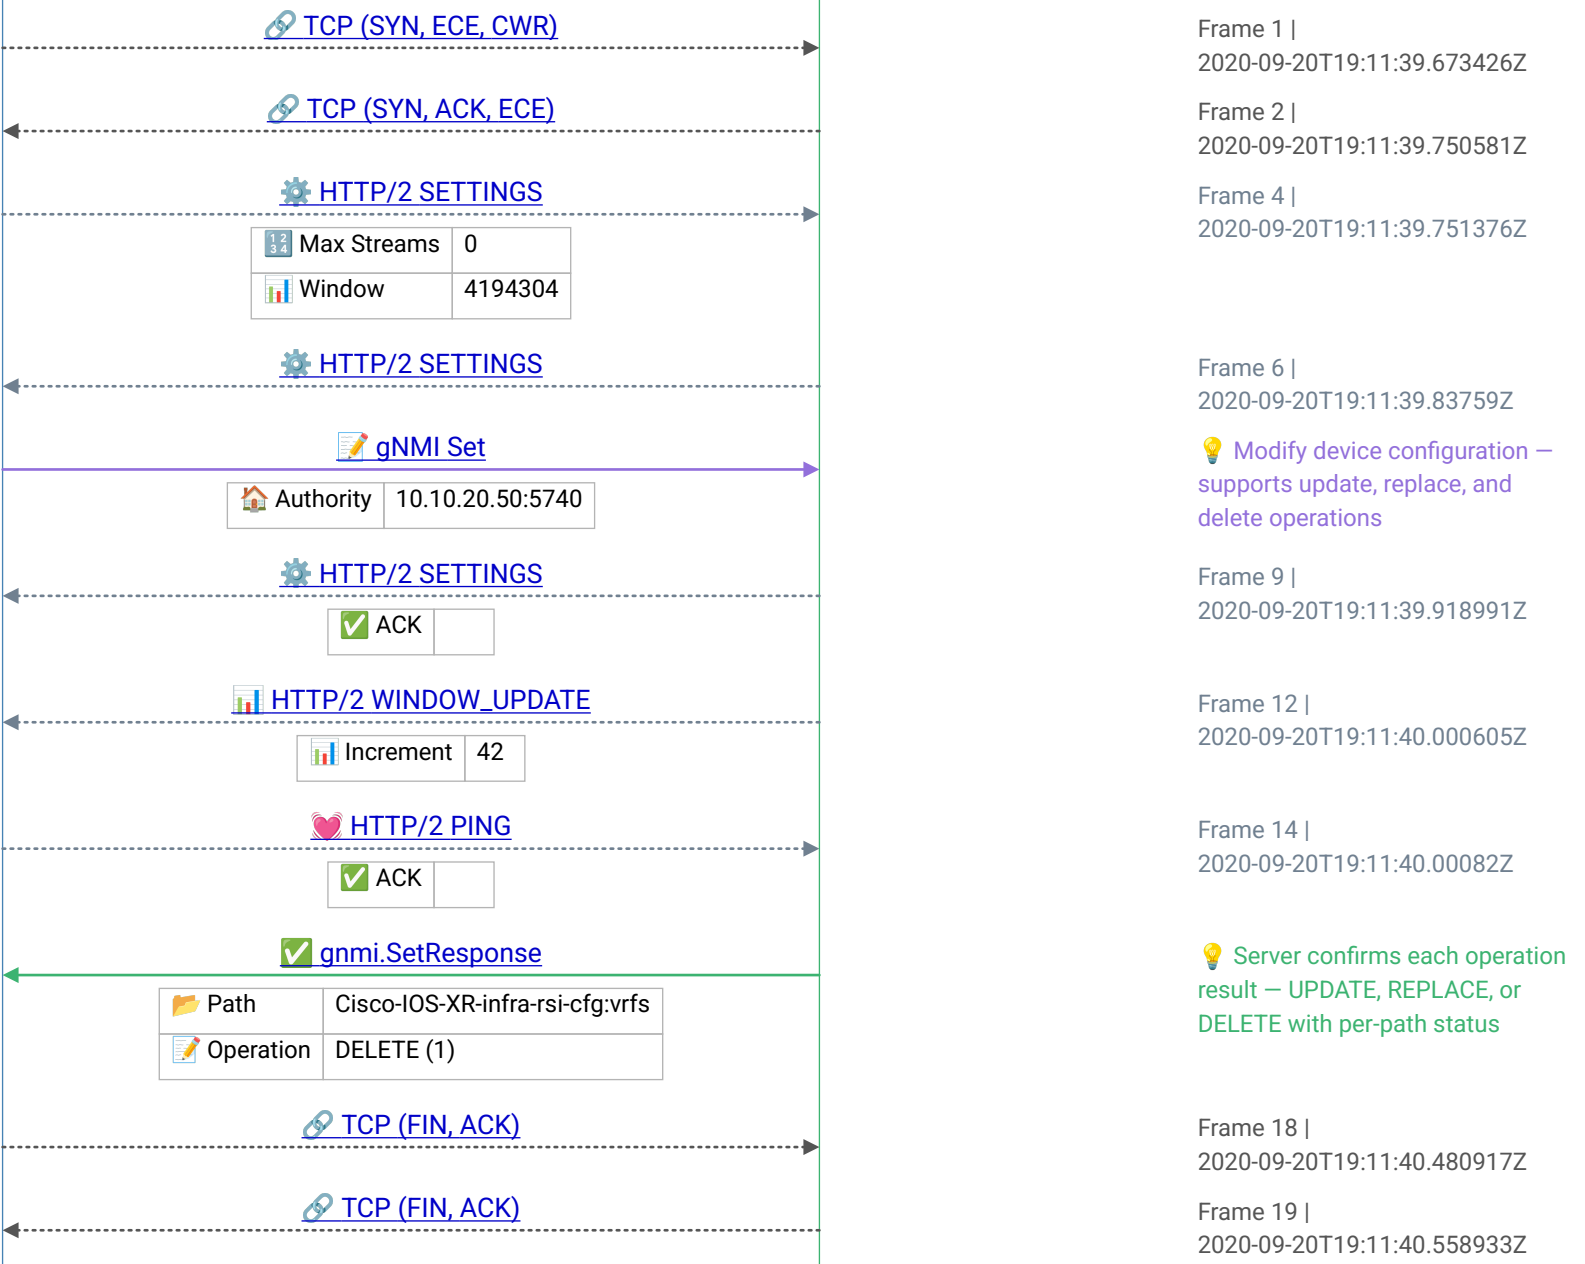 TCP (SYN, ECE, CWR)
Frame 1 |
2020-09-20T19:11:39.673426Z
TCP (SYN, ACK, ECE)
Frame 2 |
2020-09-20T19:11:39.750581Z
HTTP/2 SETTINGS
Frame 4 |
2020-09-20T19:11:39.751376Z
Max Streams 0
Window 4194304
HTTP/2 SETTINGS
Frame 6 |
2020-09-20T19:11:39.83759Z
gNMI Set
Modify device configuration —
supports update, replace, and
delete operations
Authority 10.10.20.50:5740
HTTP/2 SETTINGS
Frame 9 |
2020-09-20T19:11:39.918991Z
ACK
HTTP/2 WINDOW_UPDATE
Frame 12 |
2020-09-20T19:11:40.000605Z
Increment 42
HTTP/2 PING
Frame 14 |
2020-09-20T19:11:40.00082Z
ACK
gnmi.SetResponse
Server confirms each operation
result — UPDATE, REPLACE, or
DELETE with per-path status
Path Cisco-IOS-XR-infra-rsi-cfg:vrfs
Operation DELETE (1)
TCP (FIN, ACK)
Frame 18 |
2020-09-20T19:11:40.480917Z
TCP (FIN, ACK)
Frame 19 |
2020-09-20T19:11:40.558933Z